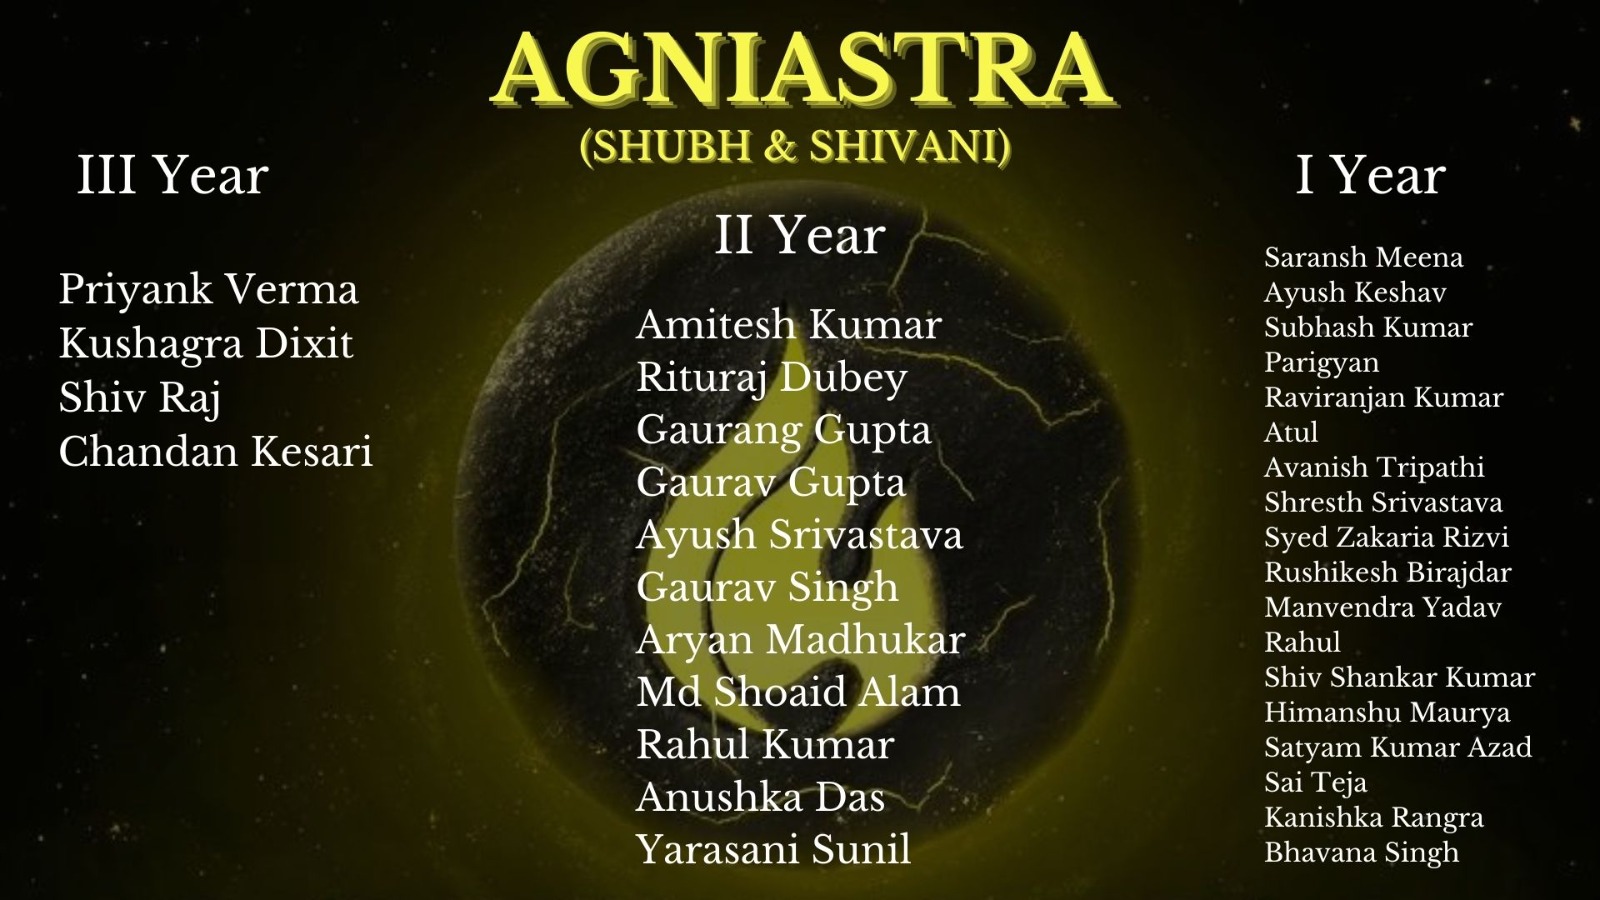 AGNIASTRA
(SHUBH & SHIVANI)
III Year
Priyank Verma
Kushagra Dixit
Shiv Raj
Chandan Kesari
II Year
Amitesh Kumar
Rituraj Dubey
Gaurang Gupta
Gaurav Gupta
Ayush Srivastava
Gaurav Singh
Aryan Madhukar
Md Shoaid Alam
Rahul Kumar
Anushka Das
Yarasani Sunil
I Year
Saransh Meena
Ayush Keshav
Subhash Kumar
Parigyan
Raviranjan Kumar
Atul
Avanish Tripathi
Shresth Srivastava
Syed Zakaria Rizvi
Rushikesh Birajdar
Manvendra Yadav
Rahul
Shiv Shankar Kumar
Himanshu Maurya
Satyam Kumar Azad
Sai Teja
Kanishka Rangra
Bhavana Singh